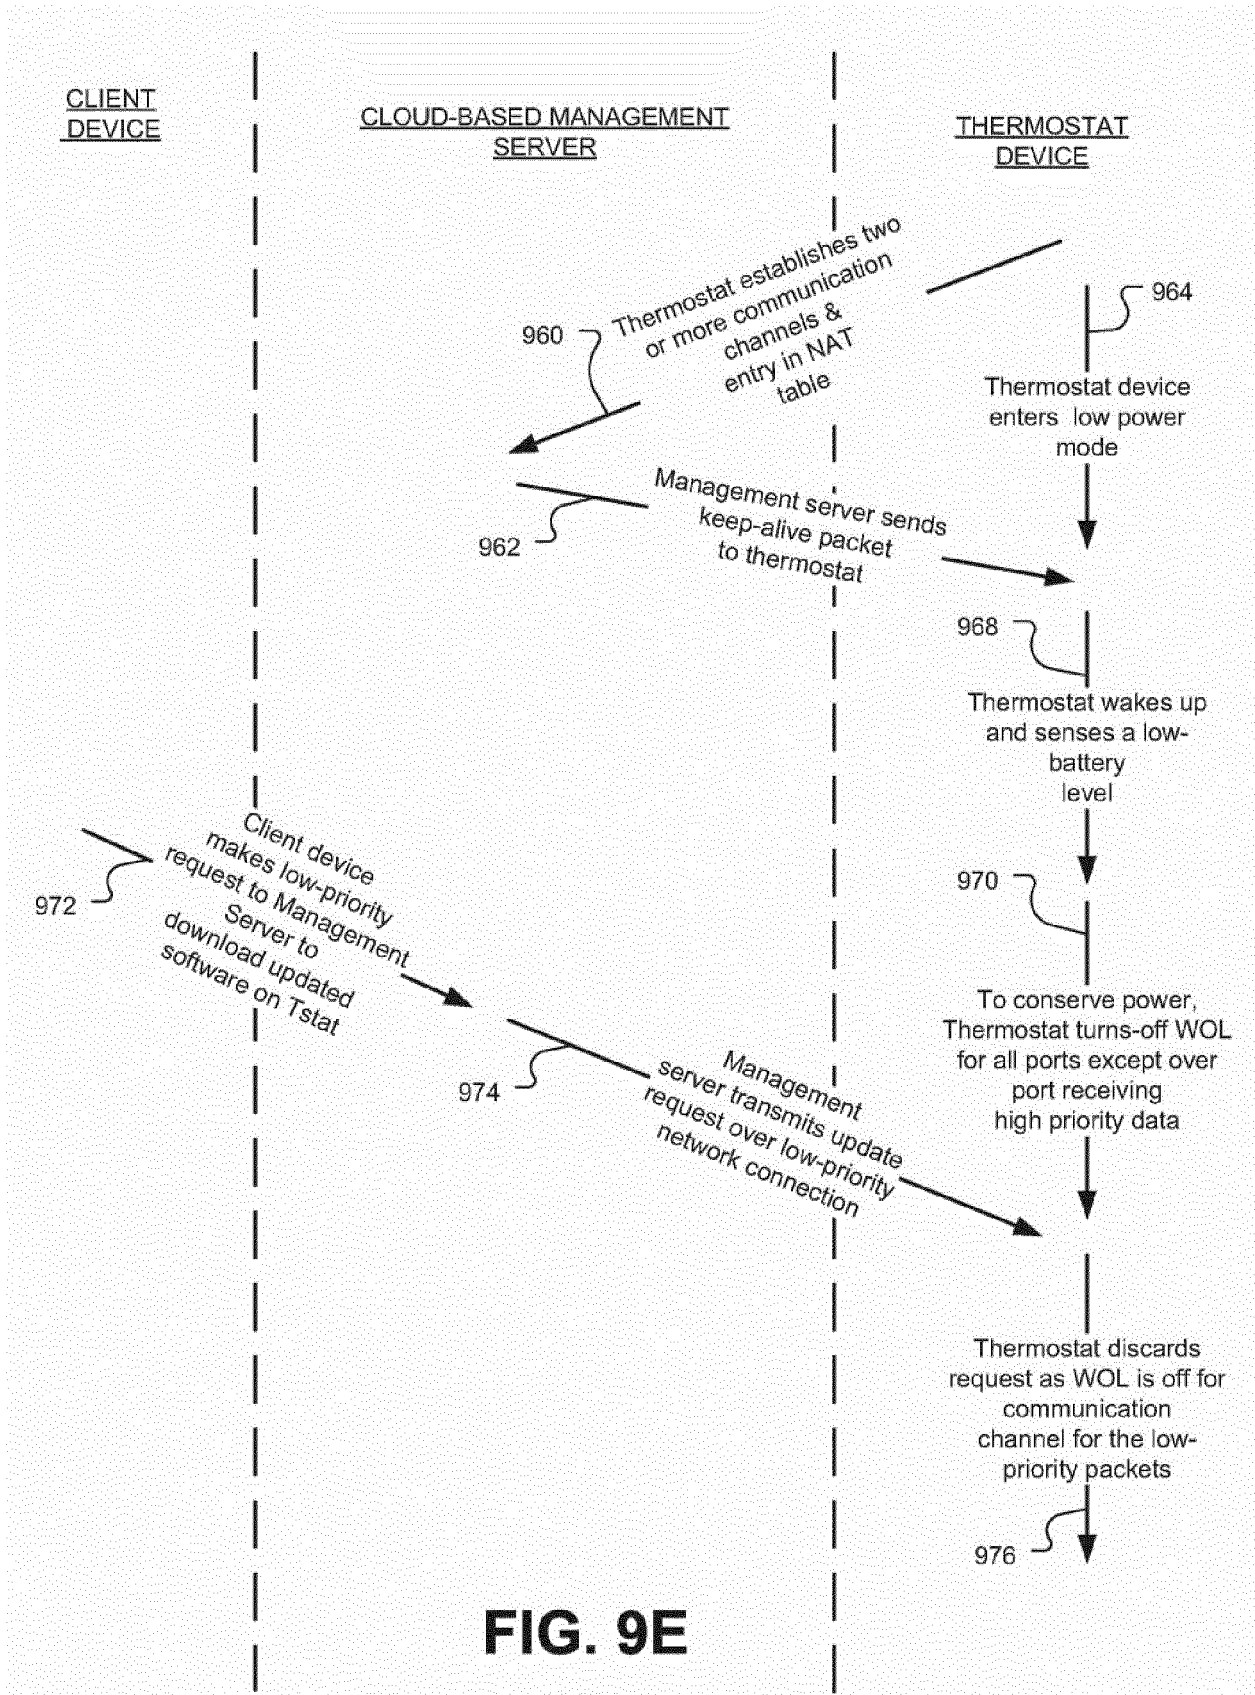 CLIENT
DEVICE
CLOUD-BASED MANAGEMENT
SERVER
THERMOSTAT
DEVICE
Thermostat establishes two
or more communication
channels &
entry in NAT
table
960
964
Thermostat device
enters low power
mode
Management server sends
keep-alive packet
to thermostat
962
968
Thermostat wakes up
and senses a low-
battery
level
Client device
makes low-priority
request to Management
Server to
download updated
software on Tstat
972
970
To conserve power,
Thermostat turns-off WOL
for all ports except over
port receiving
high priority data
Management
server transmits update
request over low-priority
network connection
974
Thermostat discards
request as WOL is off for
communication
channel for the low-
priority packets
976
FIG. 9E